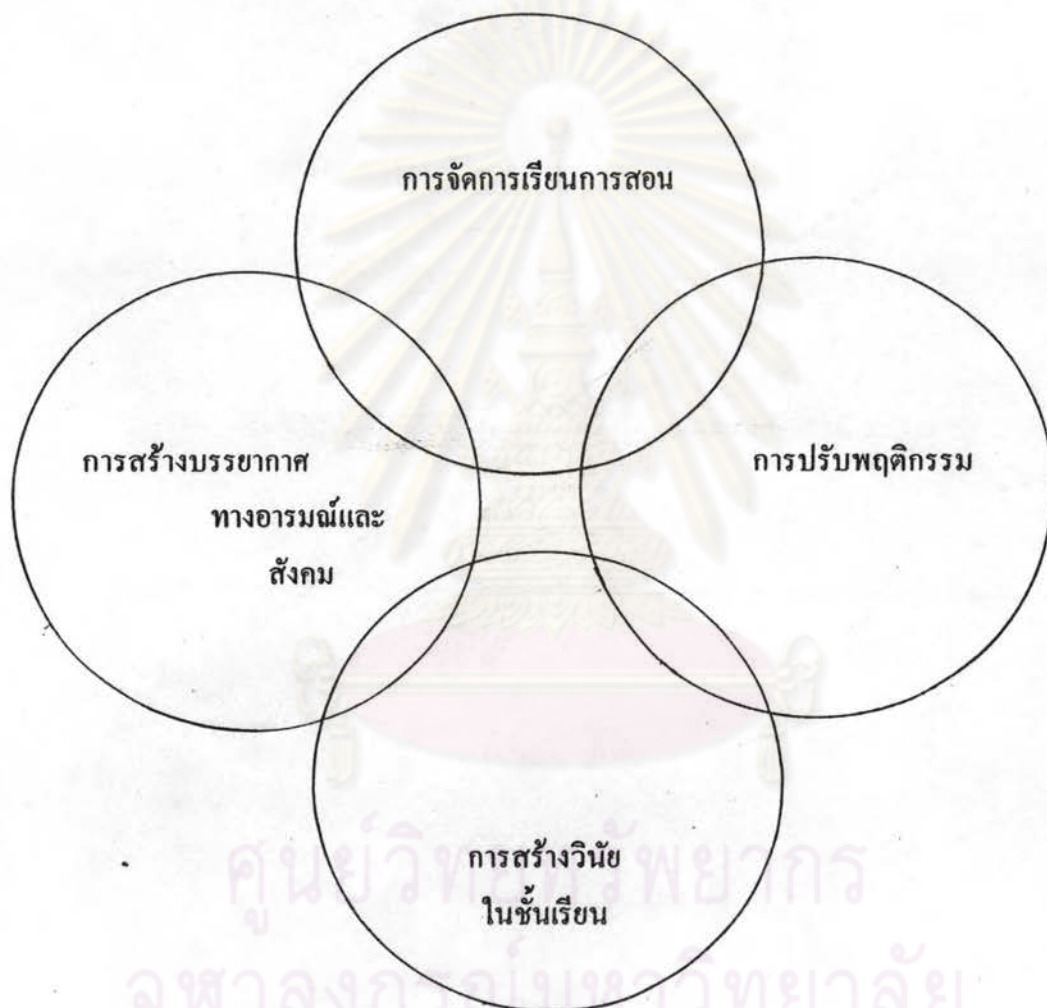 การจัดการเรียนการสอน
การสร้างบรรยากาศ
ทางอารมณ์และ
สังคม
การปรับพฤติกรรม
การสร้างวินัย
ในชั้นเรียน
ศูนย์วิทยทรัพยากร
จุฬาลงกรณ์มหาวิทยาลัย